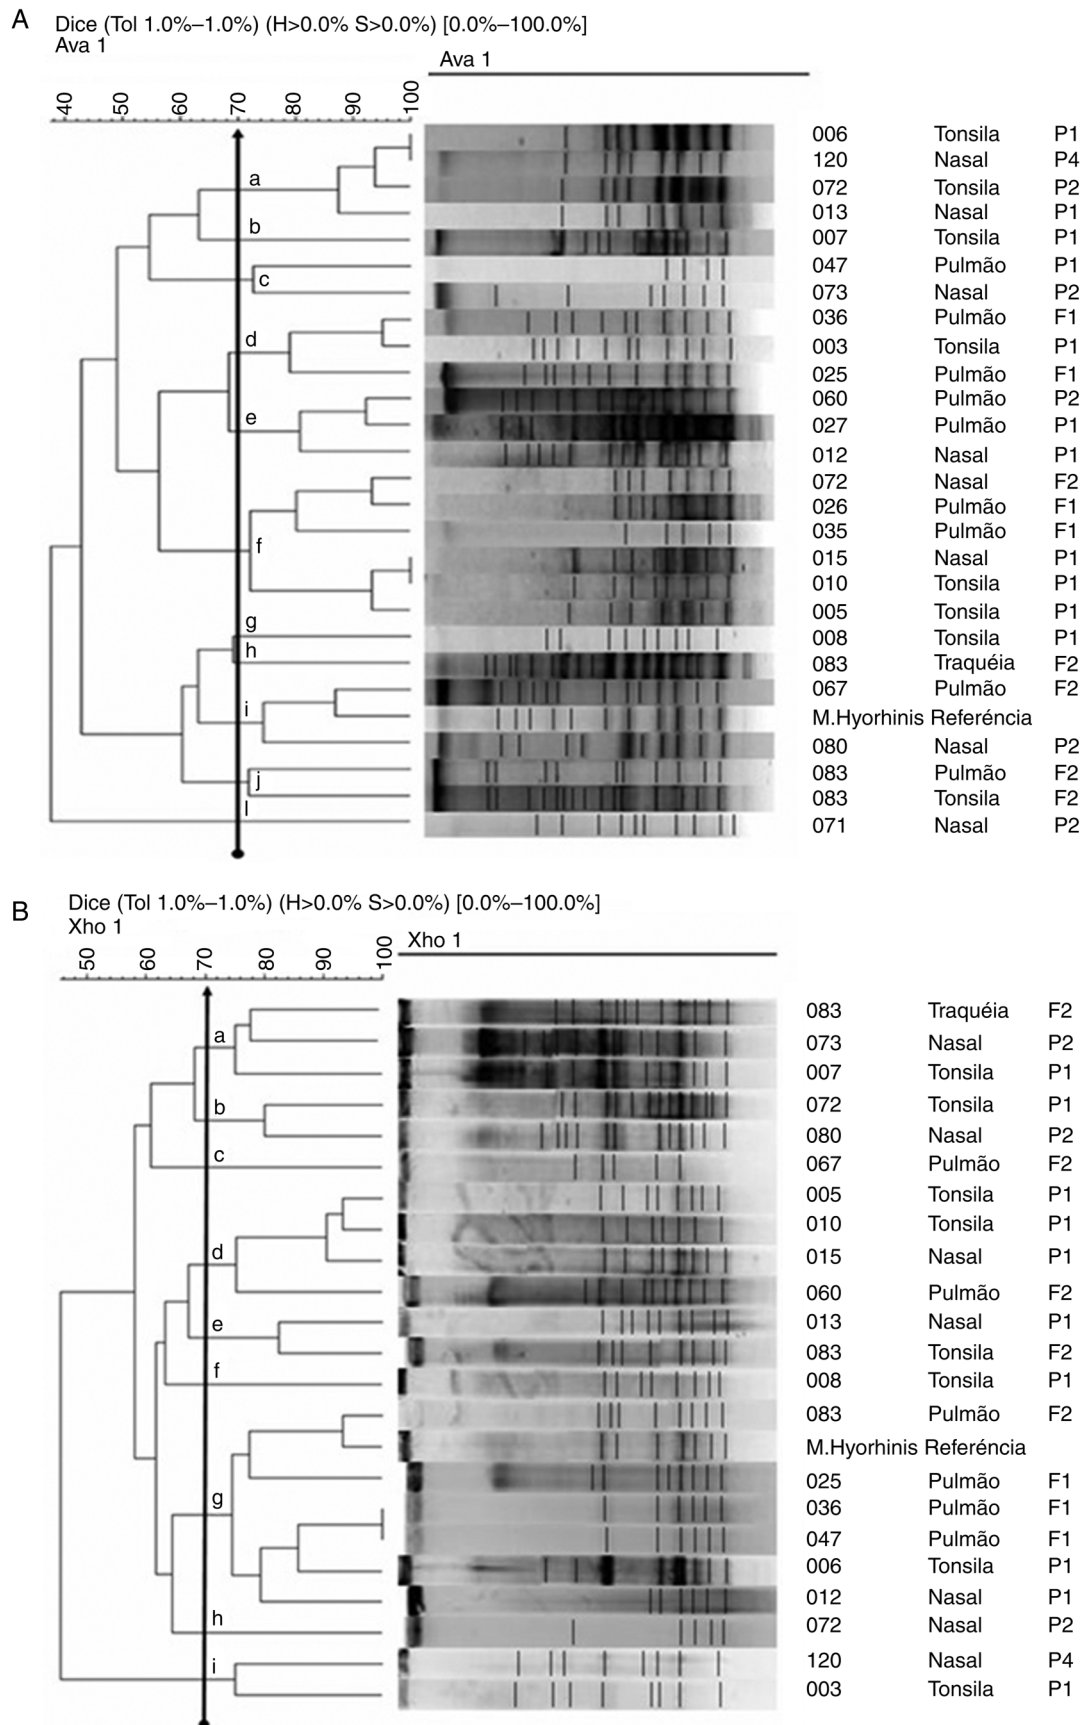 A
Dice (Tol 1.0%–1.0%) (H>0.0% S>0.0%) [0.0%–100.0%]
Ava 1
Ava 1
40 50 60 70 80 90 100
a
b
c
d
e
f
g
h
i
j
l
006 Tonsila P1
120 Nasal P4
072 Tonsila P2
013 Nasal P1
007 Tonsila P1
047 Pulmão P1
073 Nasal P2
036 Pulmão F1
003 Tonsila P1
025 Pulmão F1
060 Pulmão P2
027 Pulmão P1
012 Nasal P1
072 Nasal F2
026 Pulmão F1
035 Pulmão F1
015 Nasal P1
010 Tonsila P1
005 Tonsila P1
008 Tonsila P1
083 Traquéia F2
067 Pulmão F2
M.Hyorhinis Referéncia
080 Nasal P2
083 Pulmão F2
083 Tonsila F2
071 Nasal P2
B
Dice (Tol 1.0%–1.0%) (H>0.0% S>0.0%) [0.0%–100.0%]
Xho 1
Xho 1
50 60 70 80 90 100
a
b
c
d
e
f
g
h
i
083 Traquéia F2
073 Nasal P2
007 Tonsila P1
072 Tonsila P1
080 Nasal P2
067 Pulmão F2
005 Tonsila P1
010 Tonsila P1
015 Nasal P1
060 Pulmão F2
013 Nasal P1
083 Tonsila F2
008 Tonsila P1
083 Pulmão F2
M.Hyorhinis Referéncia
025 Pulmão F1
036 Pulmão F1
047 Pulmão F1
006 Tonsila P1
012 Nasal P1
072 Nasal P2
120 Nasal P4
003 Tonsila P1